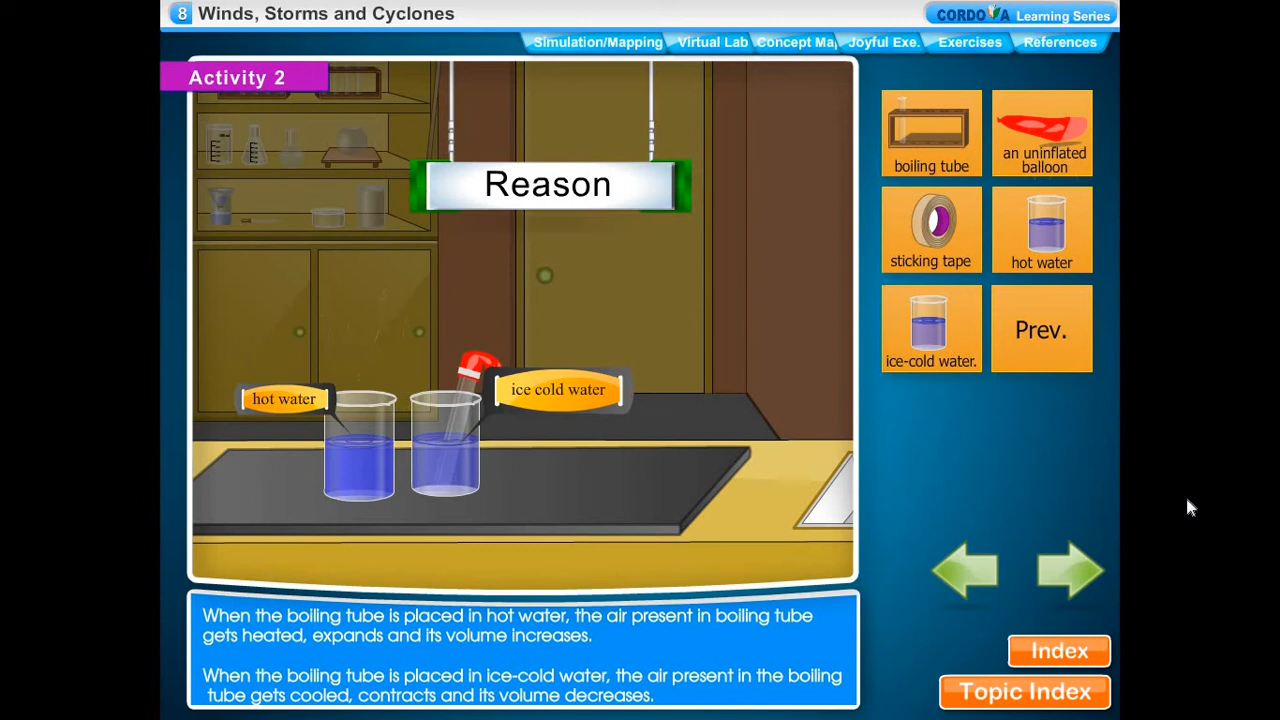 8 Winds, Storms and Cyclones
CORDOVA Learning Series
Simulation/Mapping Virtual Lab Concept Ma Joyful Exe. Exercises References
Activity 2
Reason
boiling tube
an uninflated
balloon
sticking tape
hot water
ice-cold water.
Prev.
hot water
ice cold water
When the boiling tube is placed in hot water, the air present in boiling tube
gets heated, expands and its volume increases.
When the boiling tube is placed in ice-cold water, the air present in the boiling
tube gets cooled, contracts and its volume decreases.
Index
Topic Index